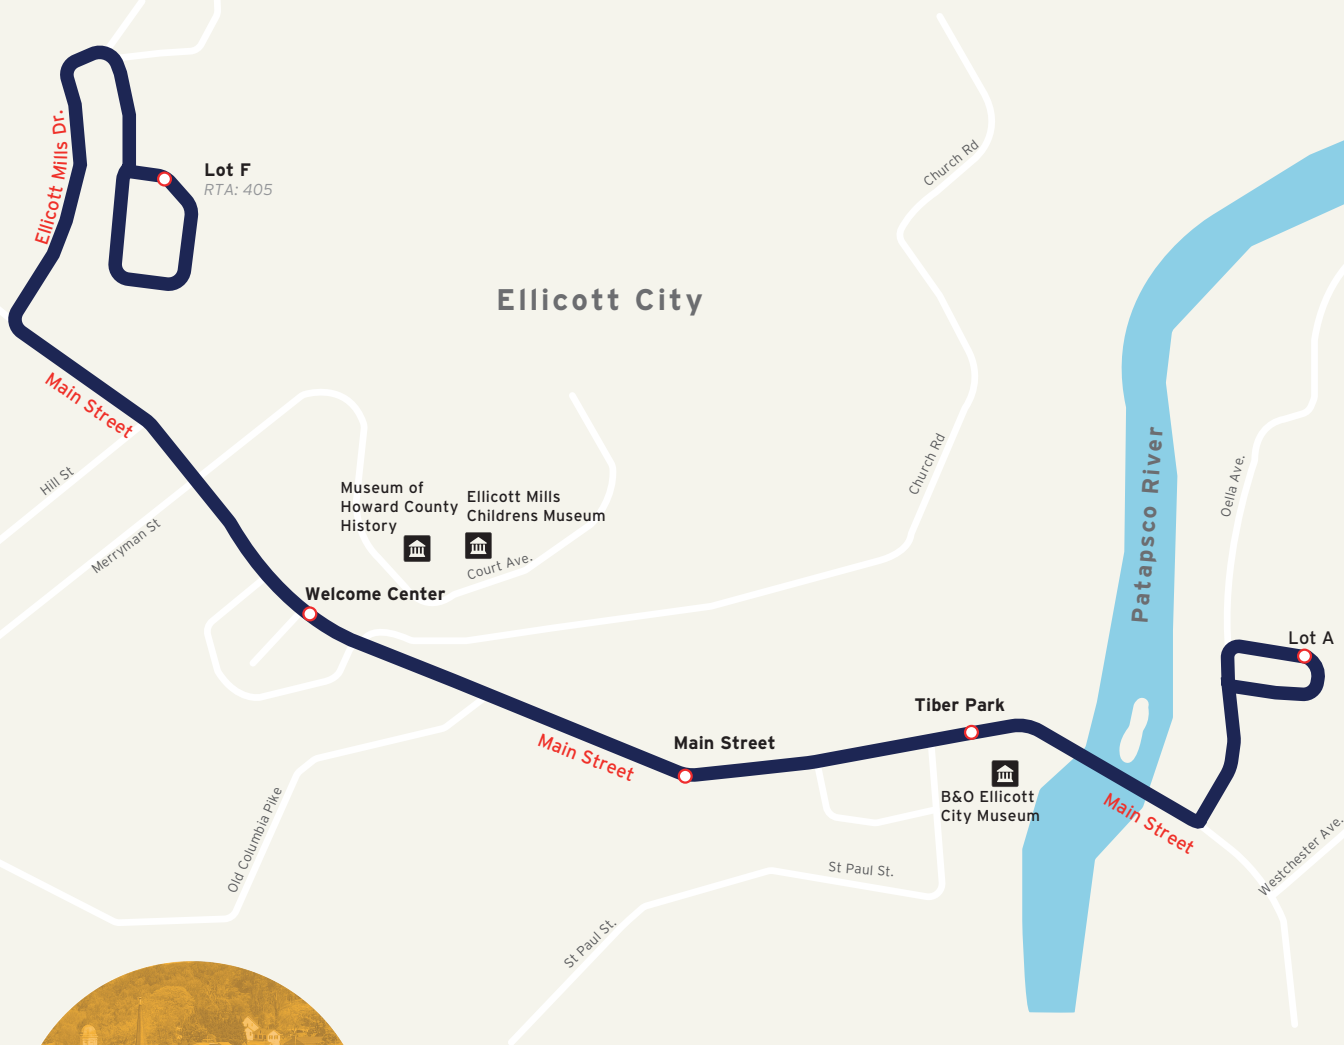 Ellicott Mills Dr.
Lot F
RTA: 405
Church Rd
Ellicott City
Main Street
Hill St
Merryman St
Museum of
Howard County
History
Ellicott Mills
Childrens Museum
Court Ave.
Church Rd
Patapsco River
Oella Ave.
Welcome Center
Lot A
Main Street
Main Street
Tiber Park
B&O Ellicott
City Museum
Main Street
Old Columbia Pike
St Paul St.
St Paul St.
Westchester Ave.